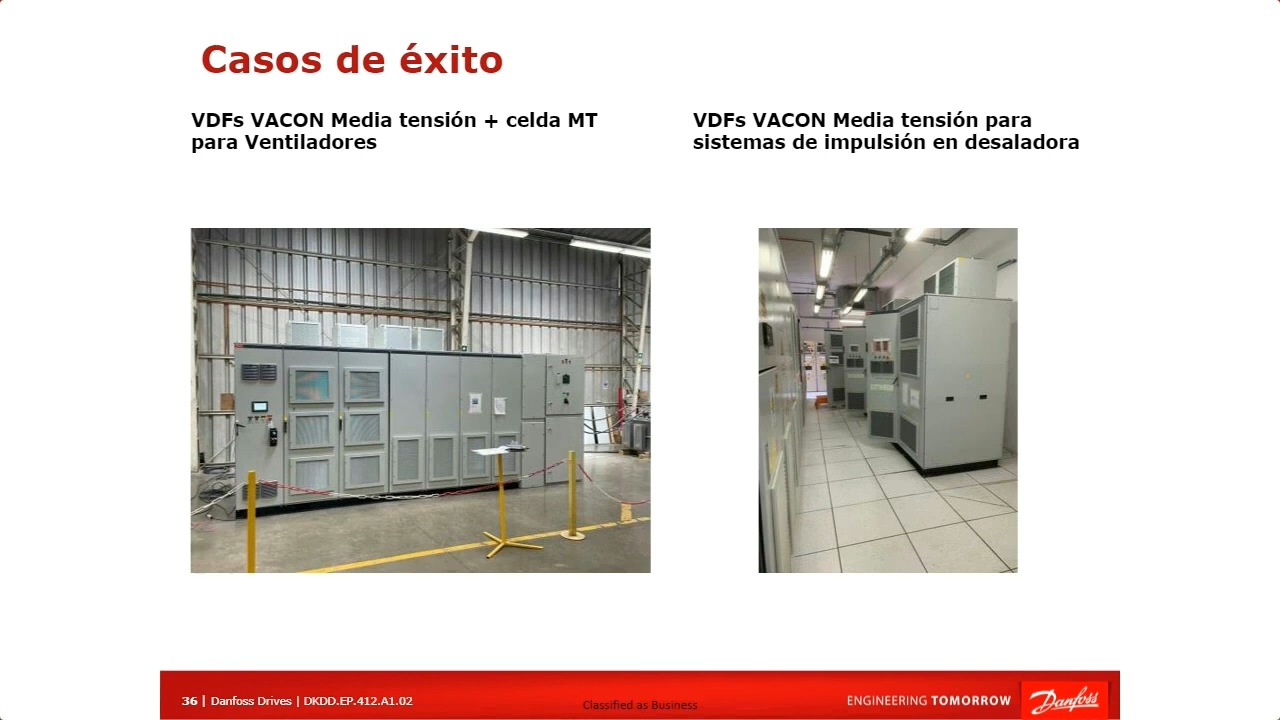 Casos de éxito
VDFs VACON Media tensión + celda MT
para Ventiladores
VDFs VACON Media tensión para
sistemas de impulsión en desaladora
36 | Danfoss Drives | DKDD.EP.412.A1.02
Classified as Business
ENGINEERING TOMORROW
Danfoss